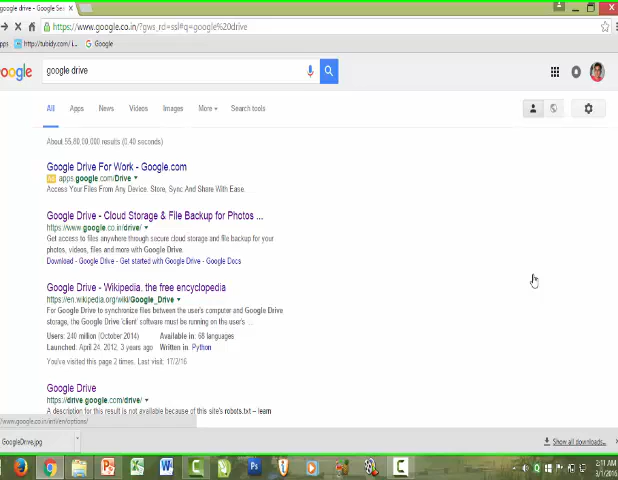 google drive - Google Sea
https://www.google.co.in/?gws_rd=ssl#q=google%20drive
pps
http://tubidy.com/i...
Google
oogle
google drive
All
Apps
News
Videos
Images
More
Search tools
About 55,80,00,000 results (0.40 seconds)
Google Drive For Work - Google.com
Ad apps.google.com/Drive
Access Your Files From Any Device. Store, Sync And Share With Ease.
Google Drive - Cloud Storage & File Backup for Photos ...
https://www.google.co.in/drive/
Get access to files anywhere through secure cloud storage and file backup for your
photos, videos, files and more with Google Drive.
Download - Google Drive - Get started with Google Drive - Google Docs
Google Drive - Wikipedia, the free encyclopedia
https://en.wikipedia.org/wiki/Google_Drive
For Google Drive to synchronize files between the user's computer and Google Drive
storage, the Google Drive 'client' software must be running on the user's ...
Users: 240 million (October 2014) Available in: 68 languages
Launched: April 24, 2012, 3 years ago Written in: Python
You've visited this page 2 times. Last visit: 17/2/16
Google Drive
https://drive.google.com/drive/
A description for this result is not available because of this site's robots.txt – learn
/www.google.co.in/intl/en/options/
GoogleDrive.jpg
Show all downloads...
2:11 AM
3/1/2016